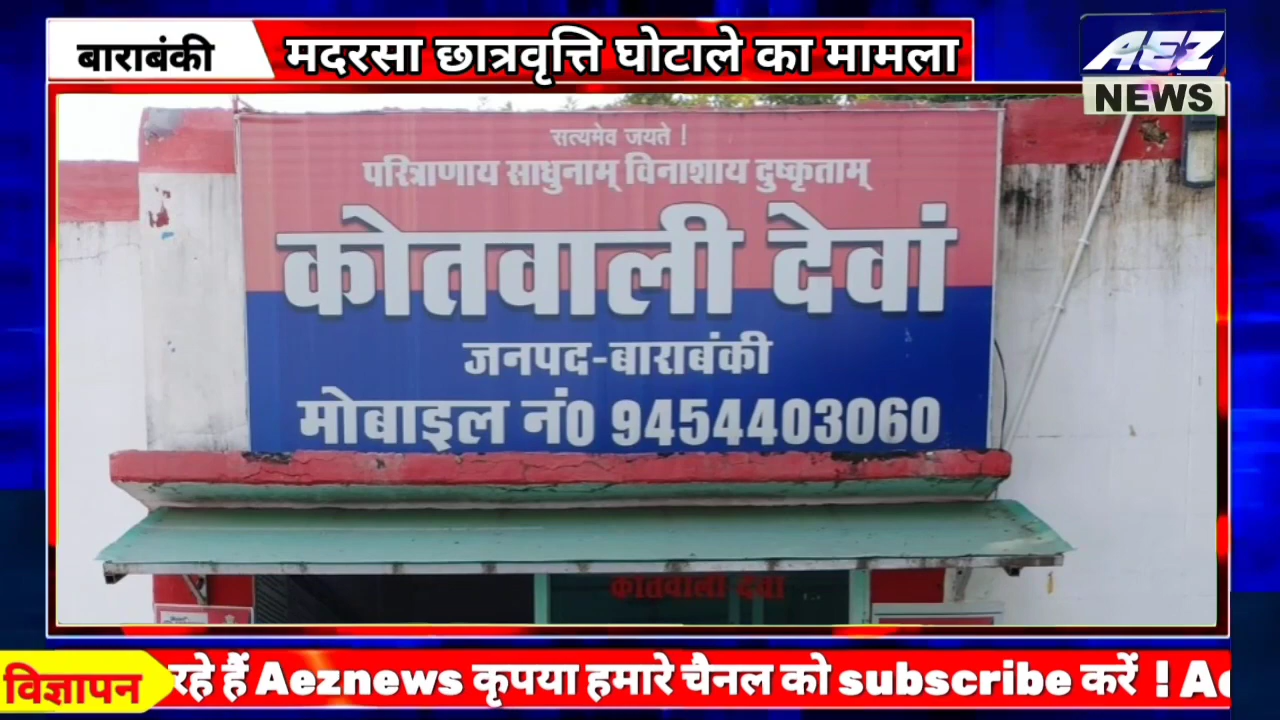 बाराबंकी मदरसा छात्रवृत्ति घोटाले का मामला
AEZ
NEWS
सत्यमेव जयते !
परित्राणाय साधुनाम् विनाशाय दुष्कृताम्
कोतवाली देवां
जनपद-बाराबंकी
मोबाइल नं0 9454403060
कोतवाली देवा
विज्ञापन रहे हैं Aeznews कृपया हमारे चैनल को subscribe करें ! Ae